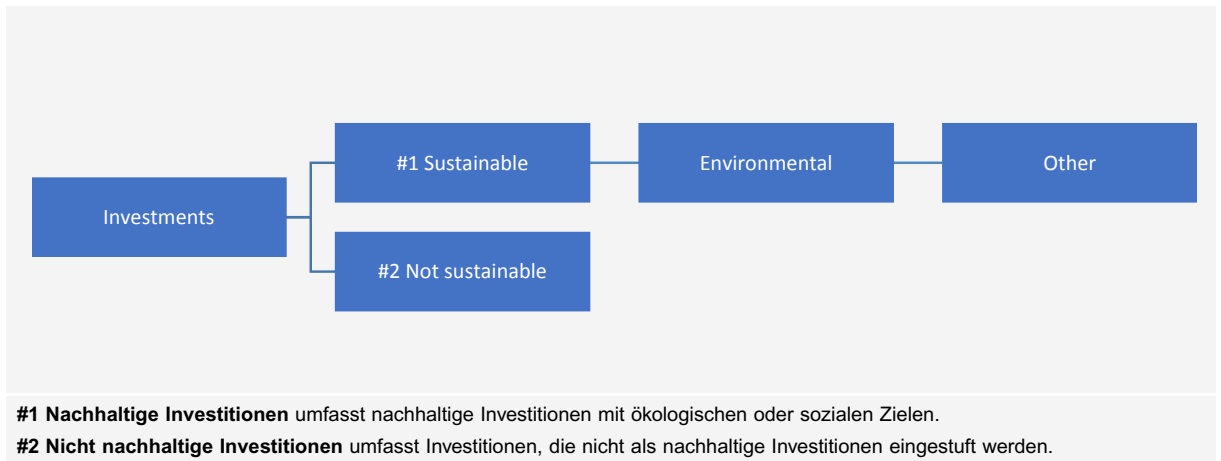 #1 Sustainable
Environmental
Other
Investments
#2 Not sustainable
#1 Nachhaltige Investitionen umfasst nachhaltige Investitionen mit ökologischen oder sozialen Zielen.
#2 Nicht nachhaltige Investitionen umfasst Investitionen, die nicht als nachhaltige Investitionen eingestuft werden.